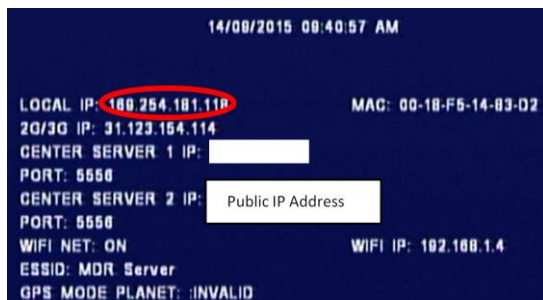 14/09/2015 09:40:57 AM
LOCAL IP: 169.254.181.118 MAC: 00-18-F5-14-83-D2
2G/3G IP: 31.123.154.114
CENTER SERVER 1 IP:
PORT: 5556
CENTER SERVER 2 IP: Public IP Address
PORT: 5556
WIFI NET: ON WIFI IP: 192.168.1.4
ESSID: MDR Server
GPS MODE PLANET: :INVALID